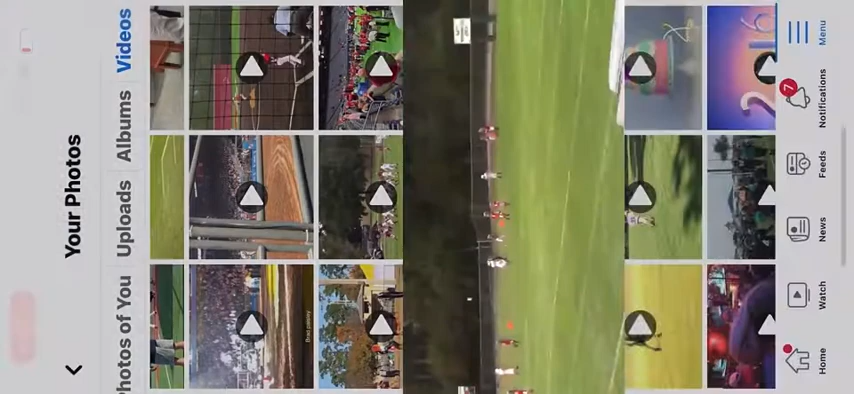 Your Photos
Photos of You
Uploads
Albums
Videos
Home
Watch
News
Feeds
7
Notifications
Menu